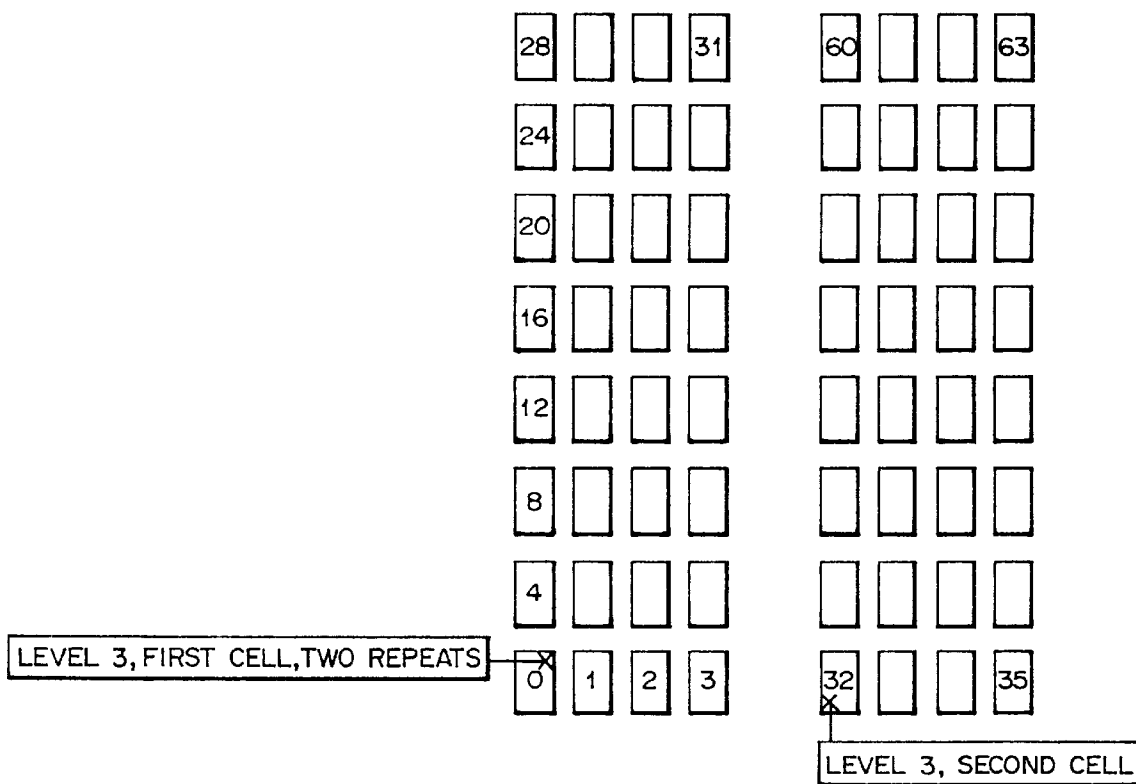 28 31 60 63
24
20
16
12
8
4
LEVEL 3, FIRST CELL, TWO REPEATS
0 1 2 3 32 35
LEVEL 3, SECOND CELL